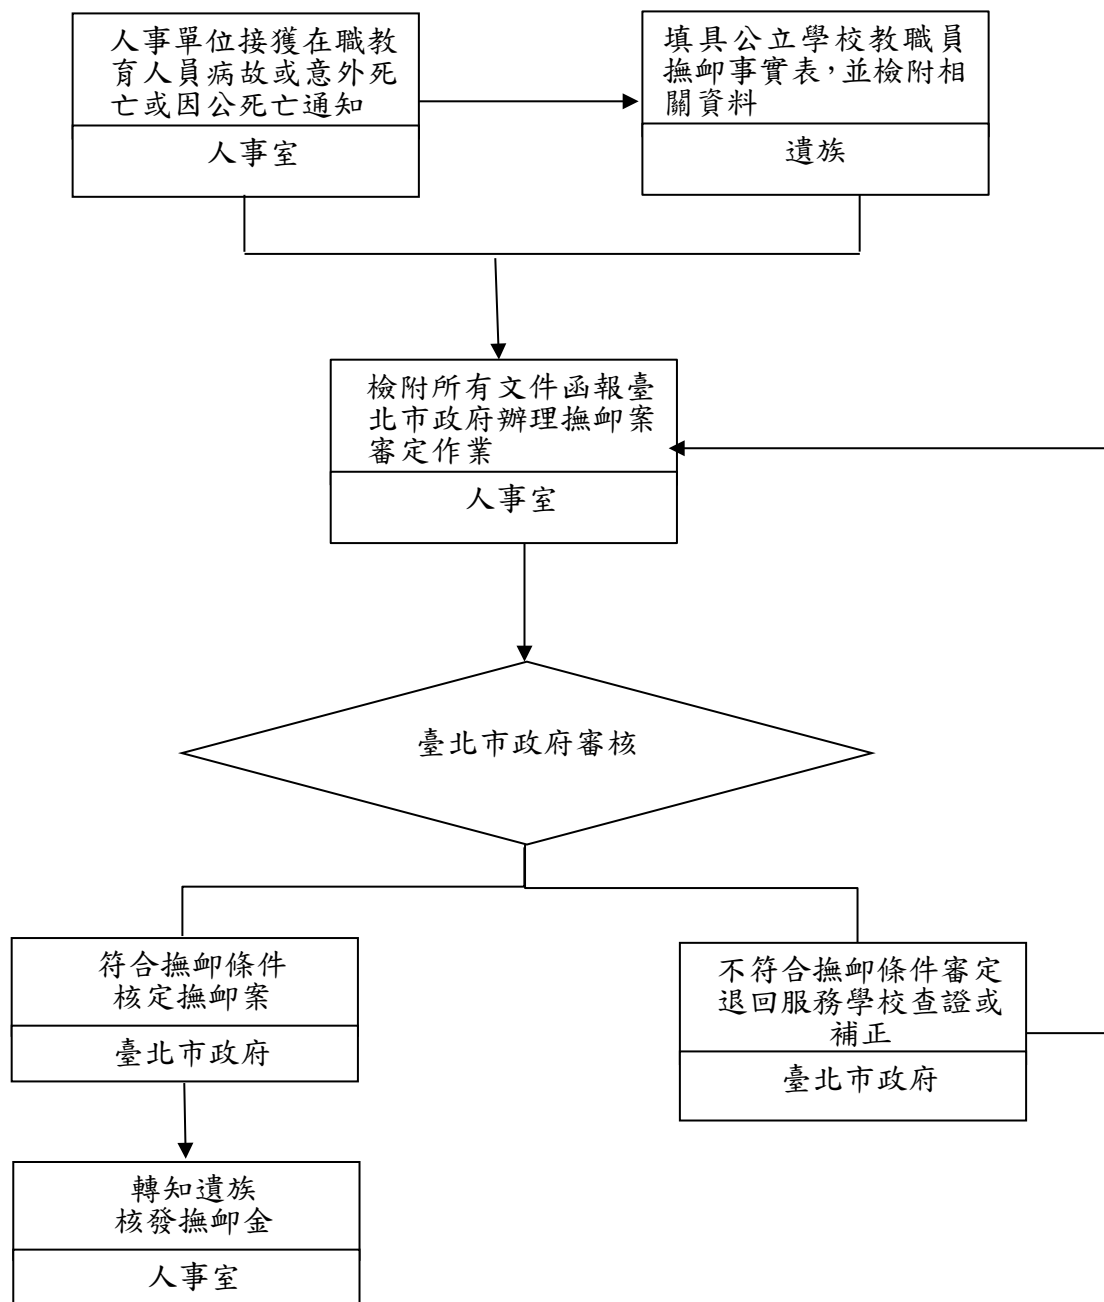 人事單位接獲在職教
育人員病故或意外死
亡或因公死亡通知
人事室
填具公立學校教職員
撫卹事實表，並檢附相
關資料
遺族
檢附所有文件函報臺
北市政府辦理撫卹案
審定作業
人事室
臺北市政府審核
符合撫卹條件
核定撫卹案
臺北市政府
不符合撫卹條件審定
退回服務學校查證或
補正
臺北市政府
轉知遺族
核發撫卹金
人事室